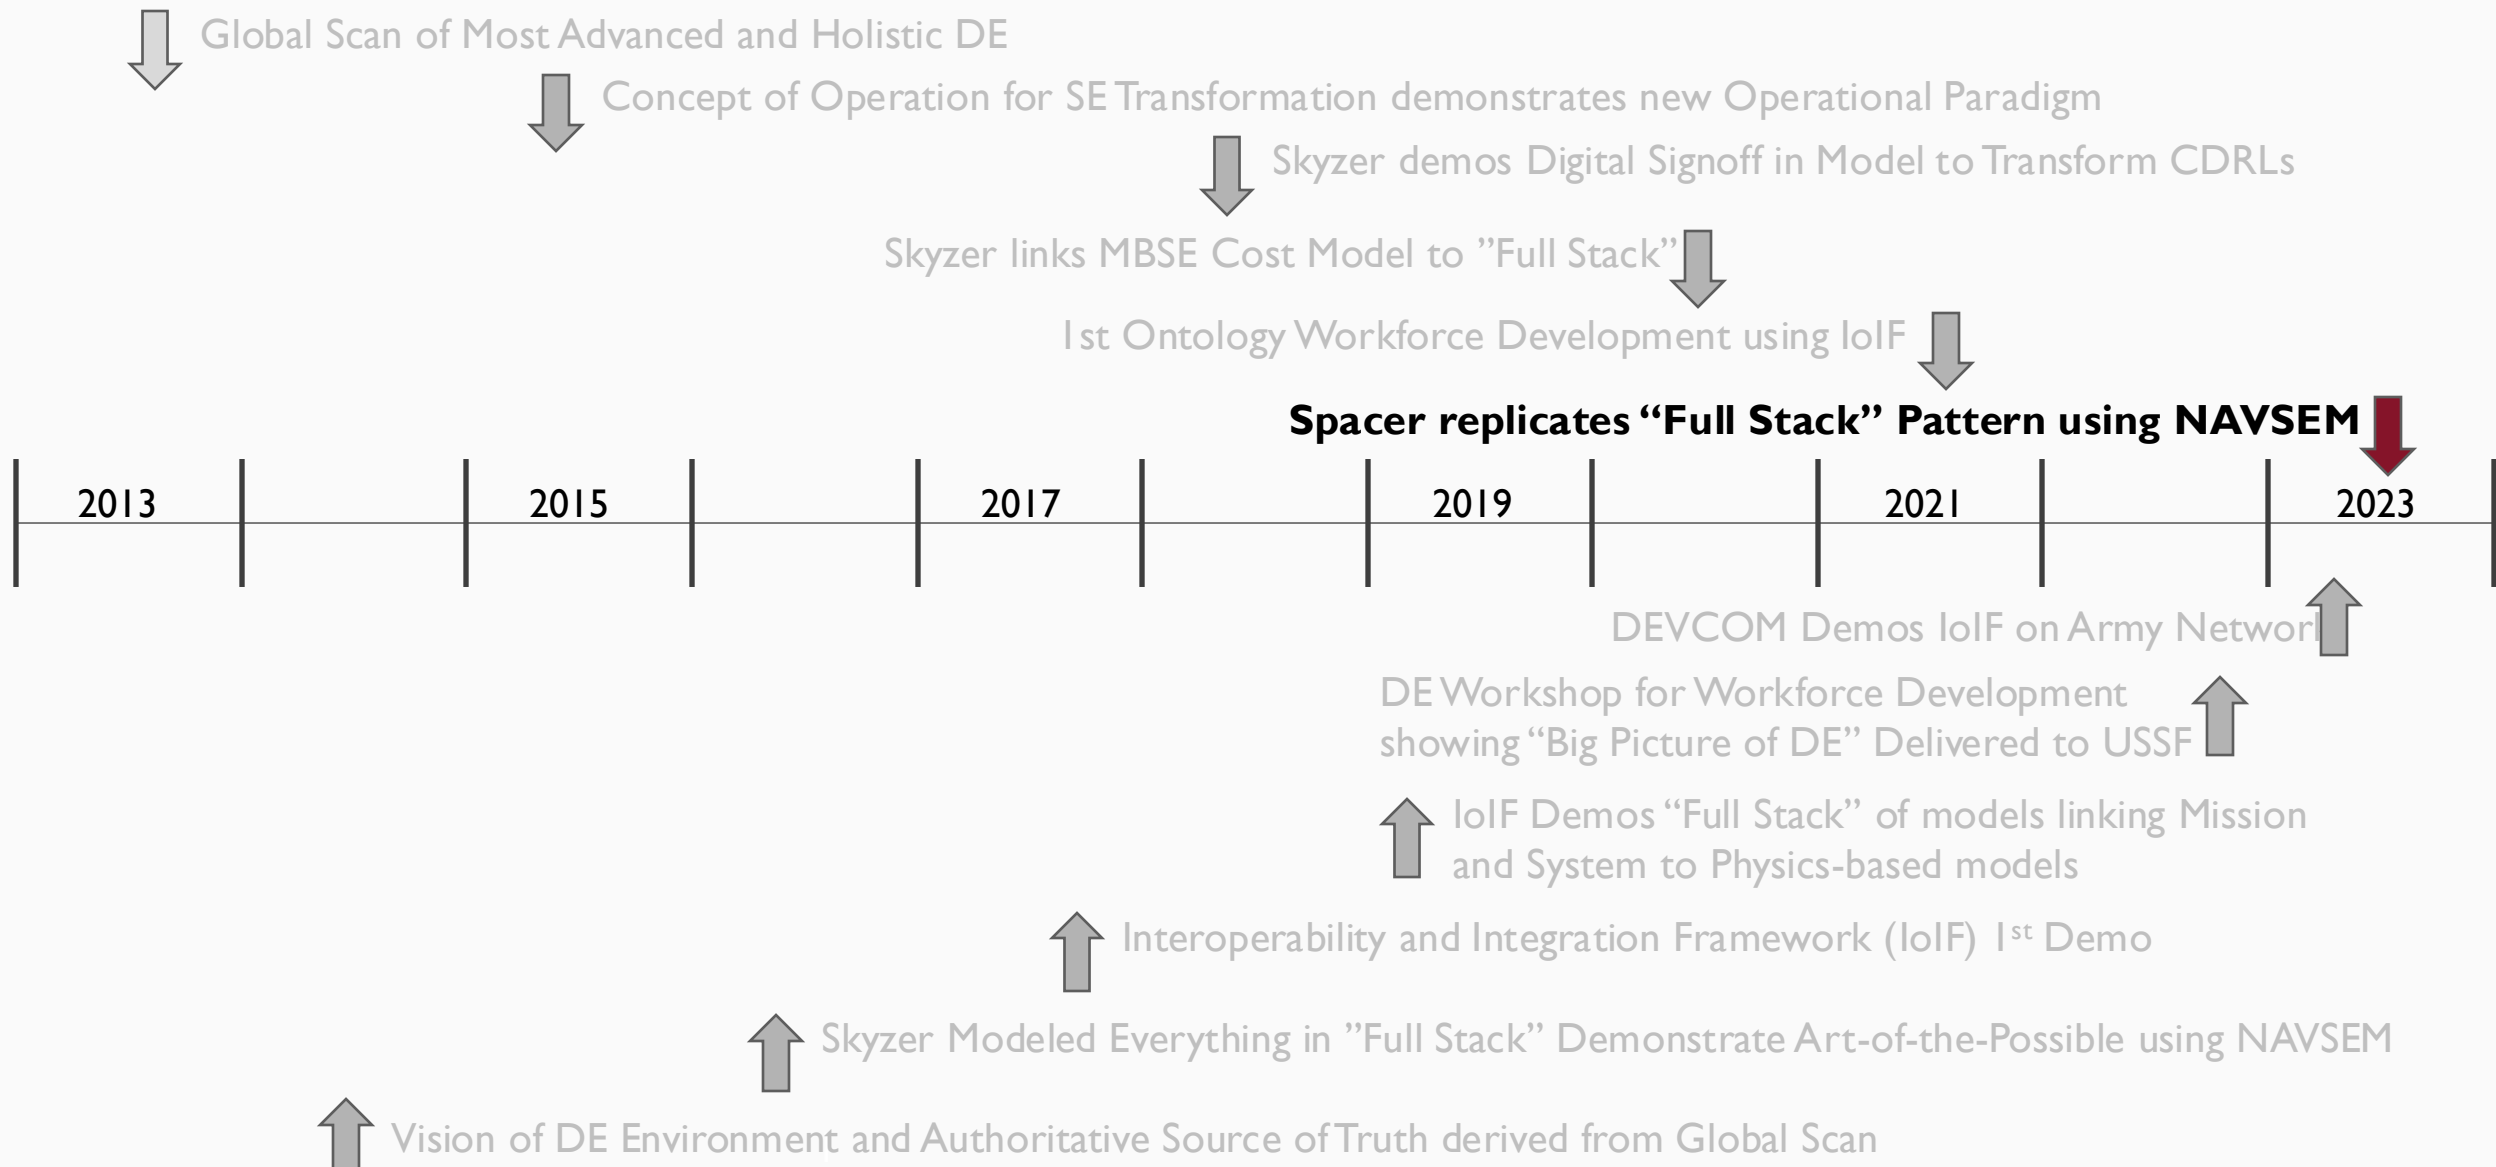 Global Scan of Most Advanced and Holistic DE
Concept of Operation for SE Transformation demonstrates new Operational Paradigm
Skyzer demos Digital Signoff in Model to Transform CDRLs
Skyzer links MBSE Cost Model to ”Full Stack”
1st Ontology Workforce Development using IoIF
Spacer replicates “Full Stack” Pattern using NAVSEM
2013 2015 2017 2019 2021 2023
DEVCOM Demos IoIF on Army Network
DE Workshop for Workforce Development
showing “Big Picture of DE” Delivered to USSF
IoIF Demos “Full Stack” of models linking Mission
and System to Physics-based models
Interoperability and Integration Framework (IoIF) 1st Demo
Skyzer Modeled Everything in ”Full Stack” Demonstrate Art-of-the-Possible using NAVSEM
Vision of DE Environment and Authoritative Source of Truth derived from Global Scan